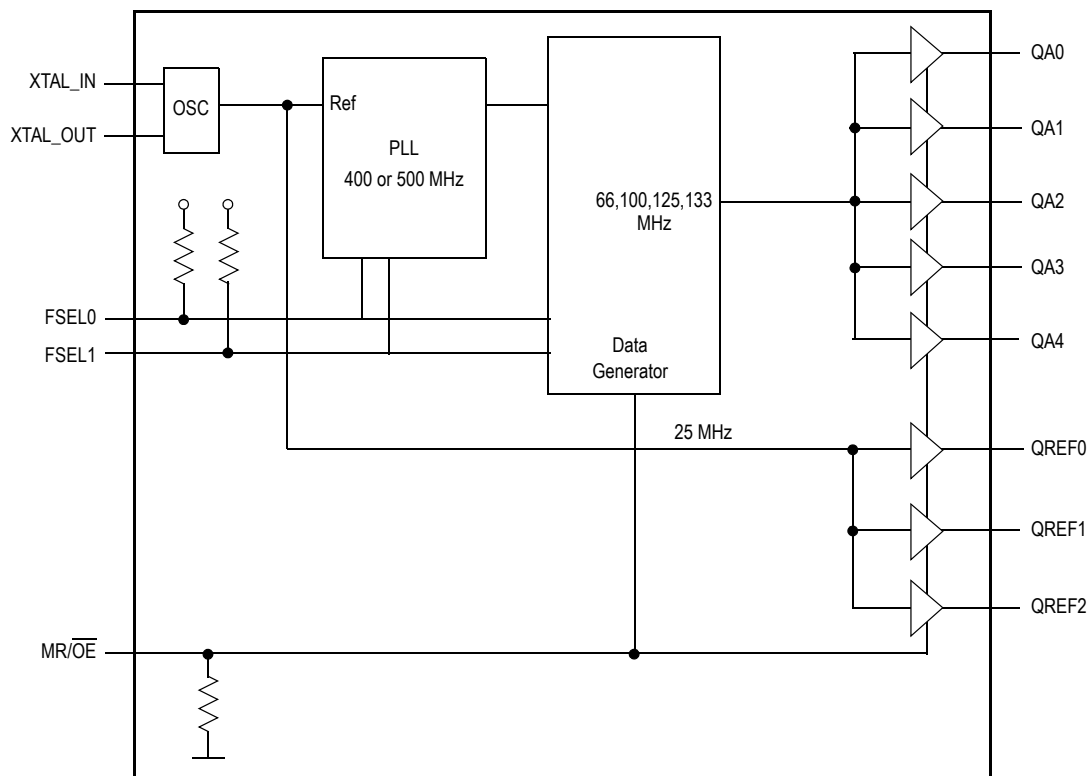 XTAL_IN
XTAL_OUT
OSC
Ref
PLL
400 or 500 MHz
66,100,125,133
MHz
Data
Generator
FSEL0
FSEL1
25 MHz
MR/O̅E̅
QA0
QA1
QA2
QA3
QA4
QREF0
QREF1
QREF2